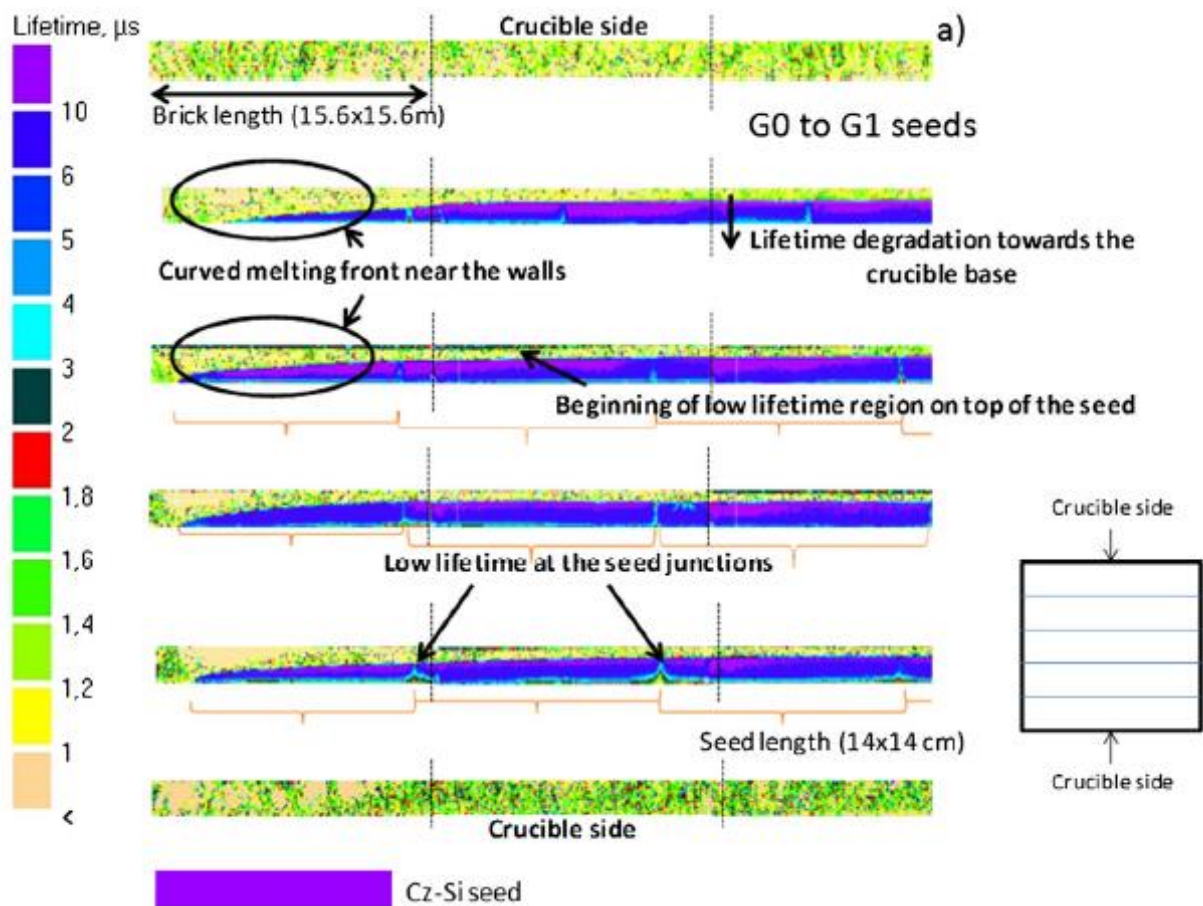 Lifetime, µs
Crucible side
a)
10
6
5
4
3
2
1,8
1,6
1,4
1,2
1
<
Brick length (15.6x15.6m)
G0 to G1 seeds
Lifetime degradation towards the
crucible base
Curved melting front near the walls
Beginning of low lifetime region on top of the seed
Low lifetime at the seed junctions
Seed length (14x14 cm)
Crucible side
Cz-Si seed
Crucible side
Crucible side